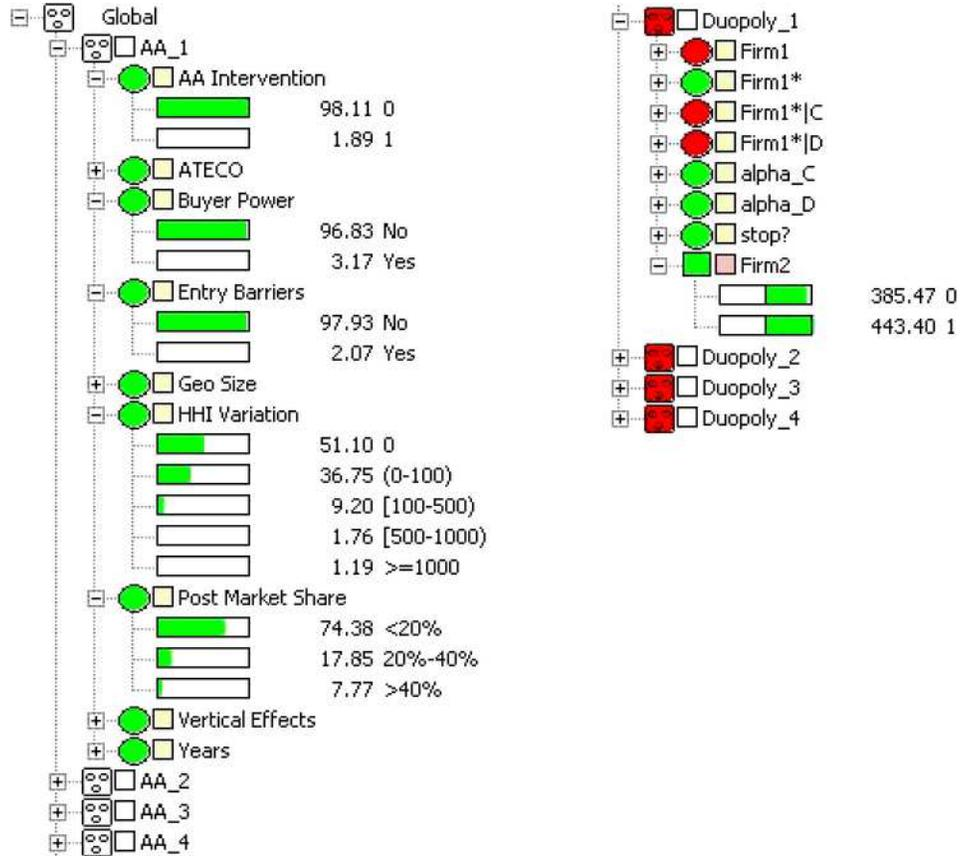 Global
AA_1
AA Intervention
98.11 0
1.89 1
ATECO
Buyer Power
96.83 No
3.17 Yes
Entry Barriers
97.93 No
2.07 Yes
Geo Size
HHI Variation
51.10 0
36.75 (0-100)
9.20 [100-500)
1.76 [500-1000)
1.19 >=1000
Post Market Share
74.38 <20%
17.85 20%-40%
7.77 >40%
Vertical Effects
Years
AA_2
AA_3
AA_4
Duopoly_1
Firm1
Firm1*
Firm1*|C
Firm1*|D
alpha_C
alpha_D
stop?
Firm2
385.47 0
443.40 1
Duopoly_2
Duopoly_3
Duopoly_4